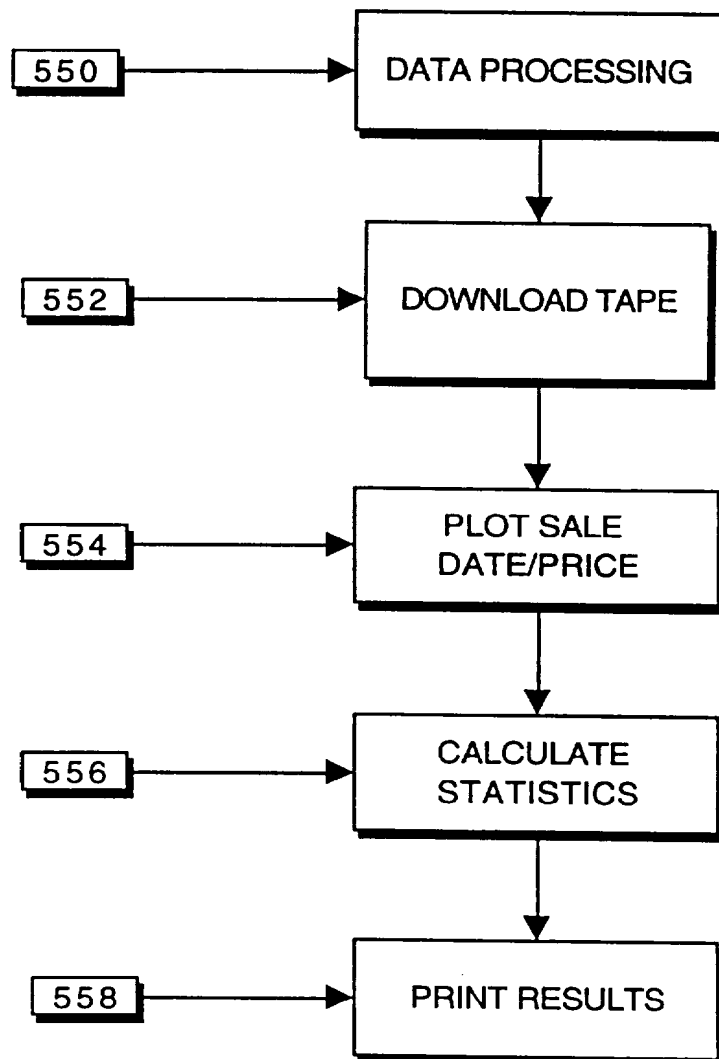 550
DATA PROCESSING
552
DOWNLOAD TAPE
554
PLOT SALE
DATE/PRICE
556
CALCULATE
STATISTICS
558
PRINT RESULTS